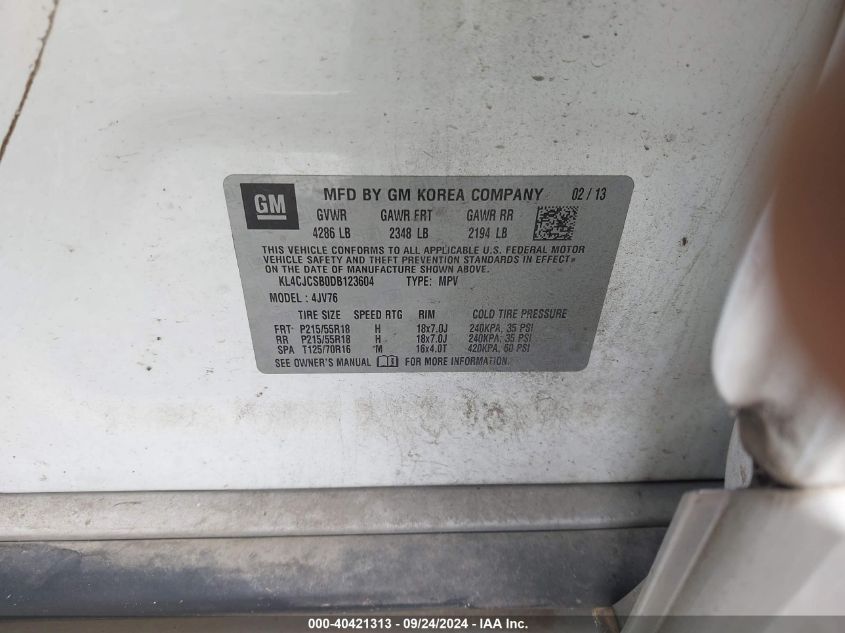 GM MFD BY GM KOREA COMPANY 02 / 13
GVWR GAWR FRT GAWR RR
4286 LB 2348 LB 2194 LB
THIS VEHICLE CONFORMS TO ALL APPLICABLE U.S. FEDERAL MOTOR
VEHICLE SAFETY AND THEFT PREVENTION STANDARDS IN EFFECT
ON THE DATE OF MANUFACTURE SHOWN ABOVE.
KL4CJCSB0DB123604 TYPE: MPV
MODEL : 4JV76
TIRE SIZE SPEED RTG RIM COLD TIRE PRESSURE
FRT P215/55R18 H 18x7.0J 240KPA, 35 PSI
RR P215/55R18 H 18x7.0J 240KPA, 35 PSI
SPA T125/70R16 M 16x4.0T 420KPA, 60 PSI
SEE OWNER'S MANUAL FOR MORE INFORMATION.
000-40421313 - 09/24/2024 - IAAI Inc.